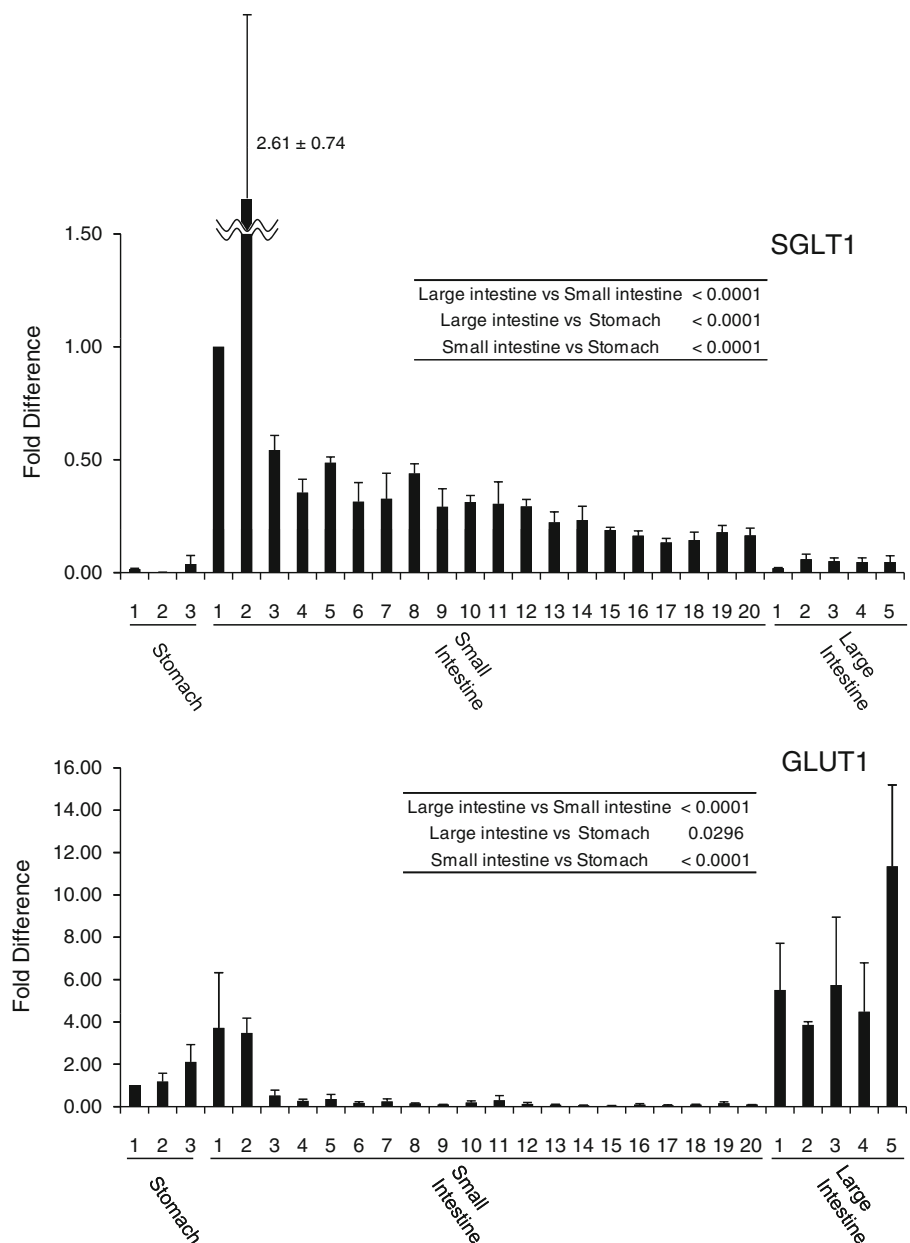 2.61 ± 0.74
SGLT1
1.50
1.00
0.50
0.00
Fold Difference
Large intestine vs Small intestine < 0.0001
Large intestine vs Stomach < 0.0001
Small intestine vs Stomach < 0.0001
1 2 3 1 2 3 4 5 6 7 8 9 10 11 12 13 14 15 16 17 18 19 20 1 2 3 4 5
Stomach
Small
Intestine
Large
Intestine
GLUT1
16.00
14.00
12.00
10.00
8.00
6.00
4.00
2.00
0.00
Fold Difference
Large intestine vs Small intestine < 0.0001
Large intestine vs Stomach 0.0296
Small intestine vs Stomach < 0.0001
1 2 3 1 2 3 4 5 6 7 8 9 10 11 12 13 14 15 16 17 18 19 20 1 2 3 4 5
Stomach
Small
Intestine
Large
Intestine